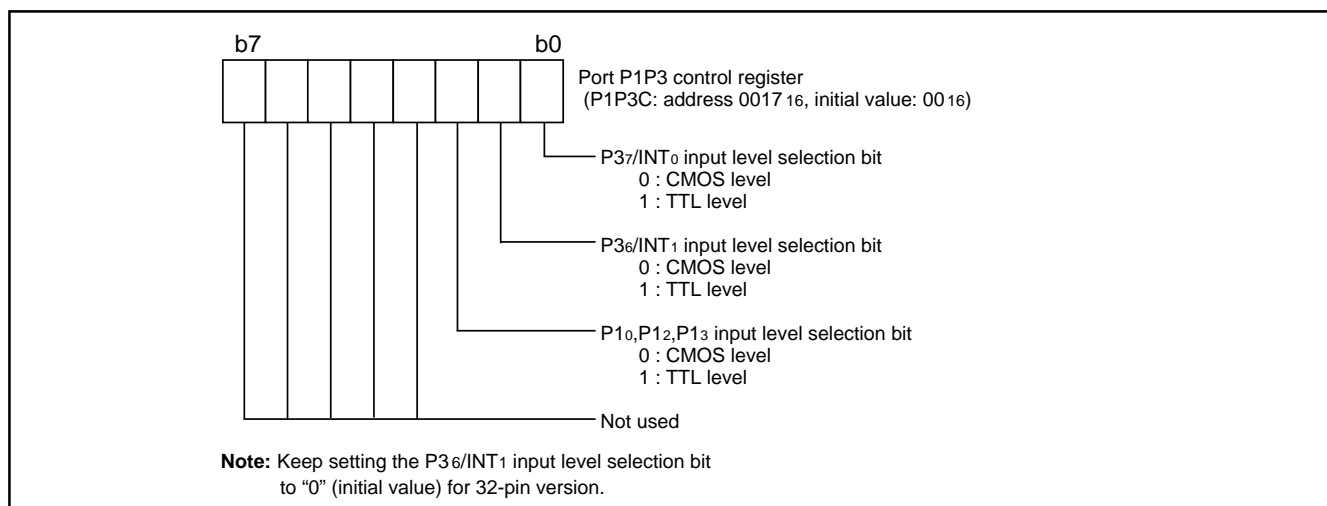 b7 b0
Port P1P3 control register
(P1P3C: address 0017 16, initial value: 00 16)
P37/INT0 input level selection bit
0 : CMOS level
1 : TTL level
P36/INT1 input level selection bit
0 : CMOS level
1 : TTL level
P10,P12,P13 input level selection bit
0 : CMOS level
1 : TTL level
Not used
Note: Keep setting the P36/INT1 input level selection bit
to “0” (initial value) for 32-pin version.